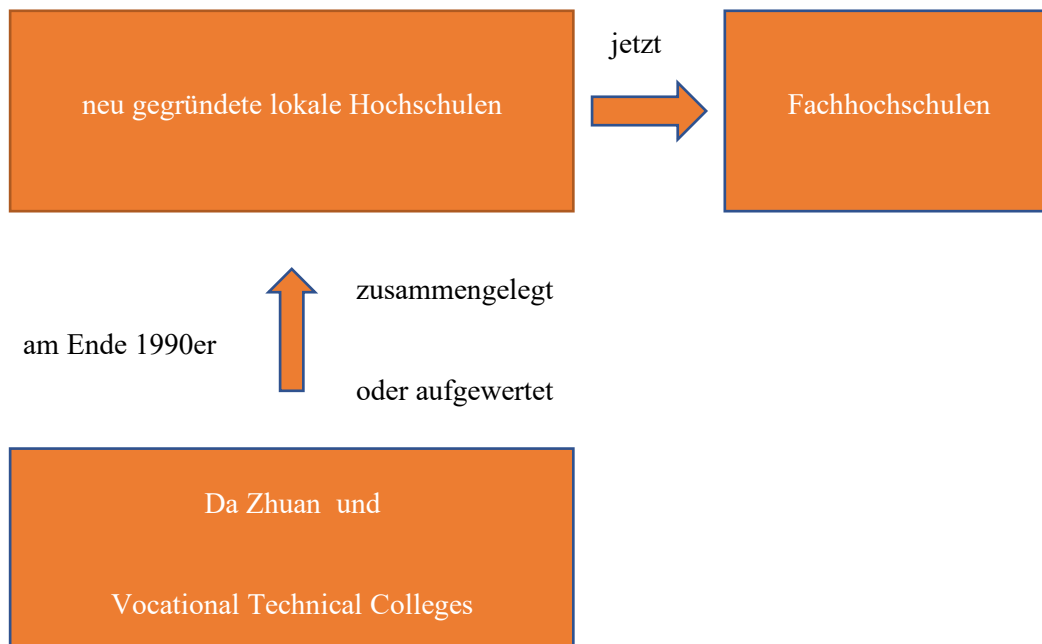 neu gegründete lokale Hochschulen
jetzt
Fachhochschulen
am Ende 1990er
zusammengelegt
oder aufgewertet
Da Zhuan und
Vocational Technical Colleges